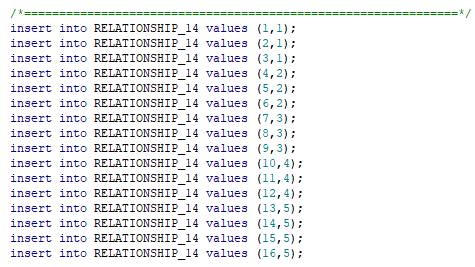 /*==============================================================*/
insert into RELATIONSHIP_14 values (1,1);
insert into RELATIONSHIP_14 values (2,1);
insert into RELATIONSHIP_14 values (3,1);
insert into RELATIONSHIP_14 values (4,2);
insert into RELATIONSHIP_14 values (5,2);
insert into RELATIONSHIP_14 values (6,2);
insert into RELATIONSHIP_14 values (7,3);
insert into RELATIONSHIP_14 values (8,3);
insert into RELATIONSHIP_14 values (9,3);
insert into RELATIONSHIP_14 values (10,4);
insert into RELATIONSHIP_14 values (11,4);
insert into RELATIONSHIP_14 values (12,4);
insert into RELATIONSHIP_14 values (13,5);
insert into RELATIONSHIP_14 values (14,5);
insert into RELATIONSHIP_14 values (15,5);
insert into RELATIONSHIP_14 values (16,5);